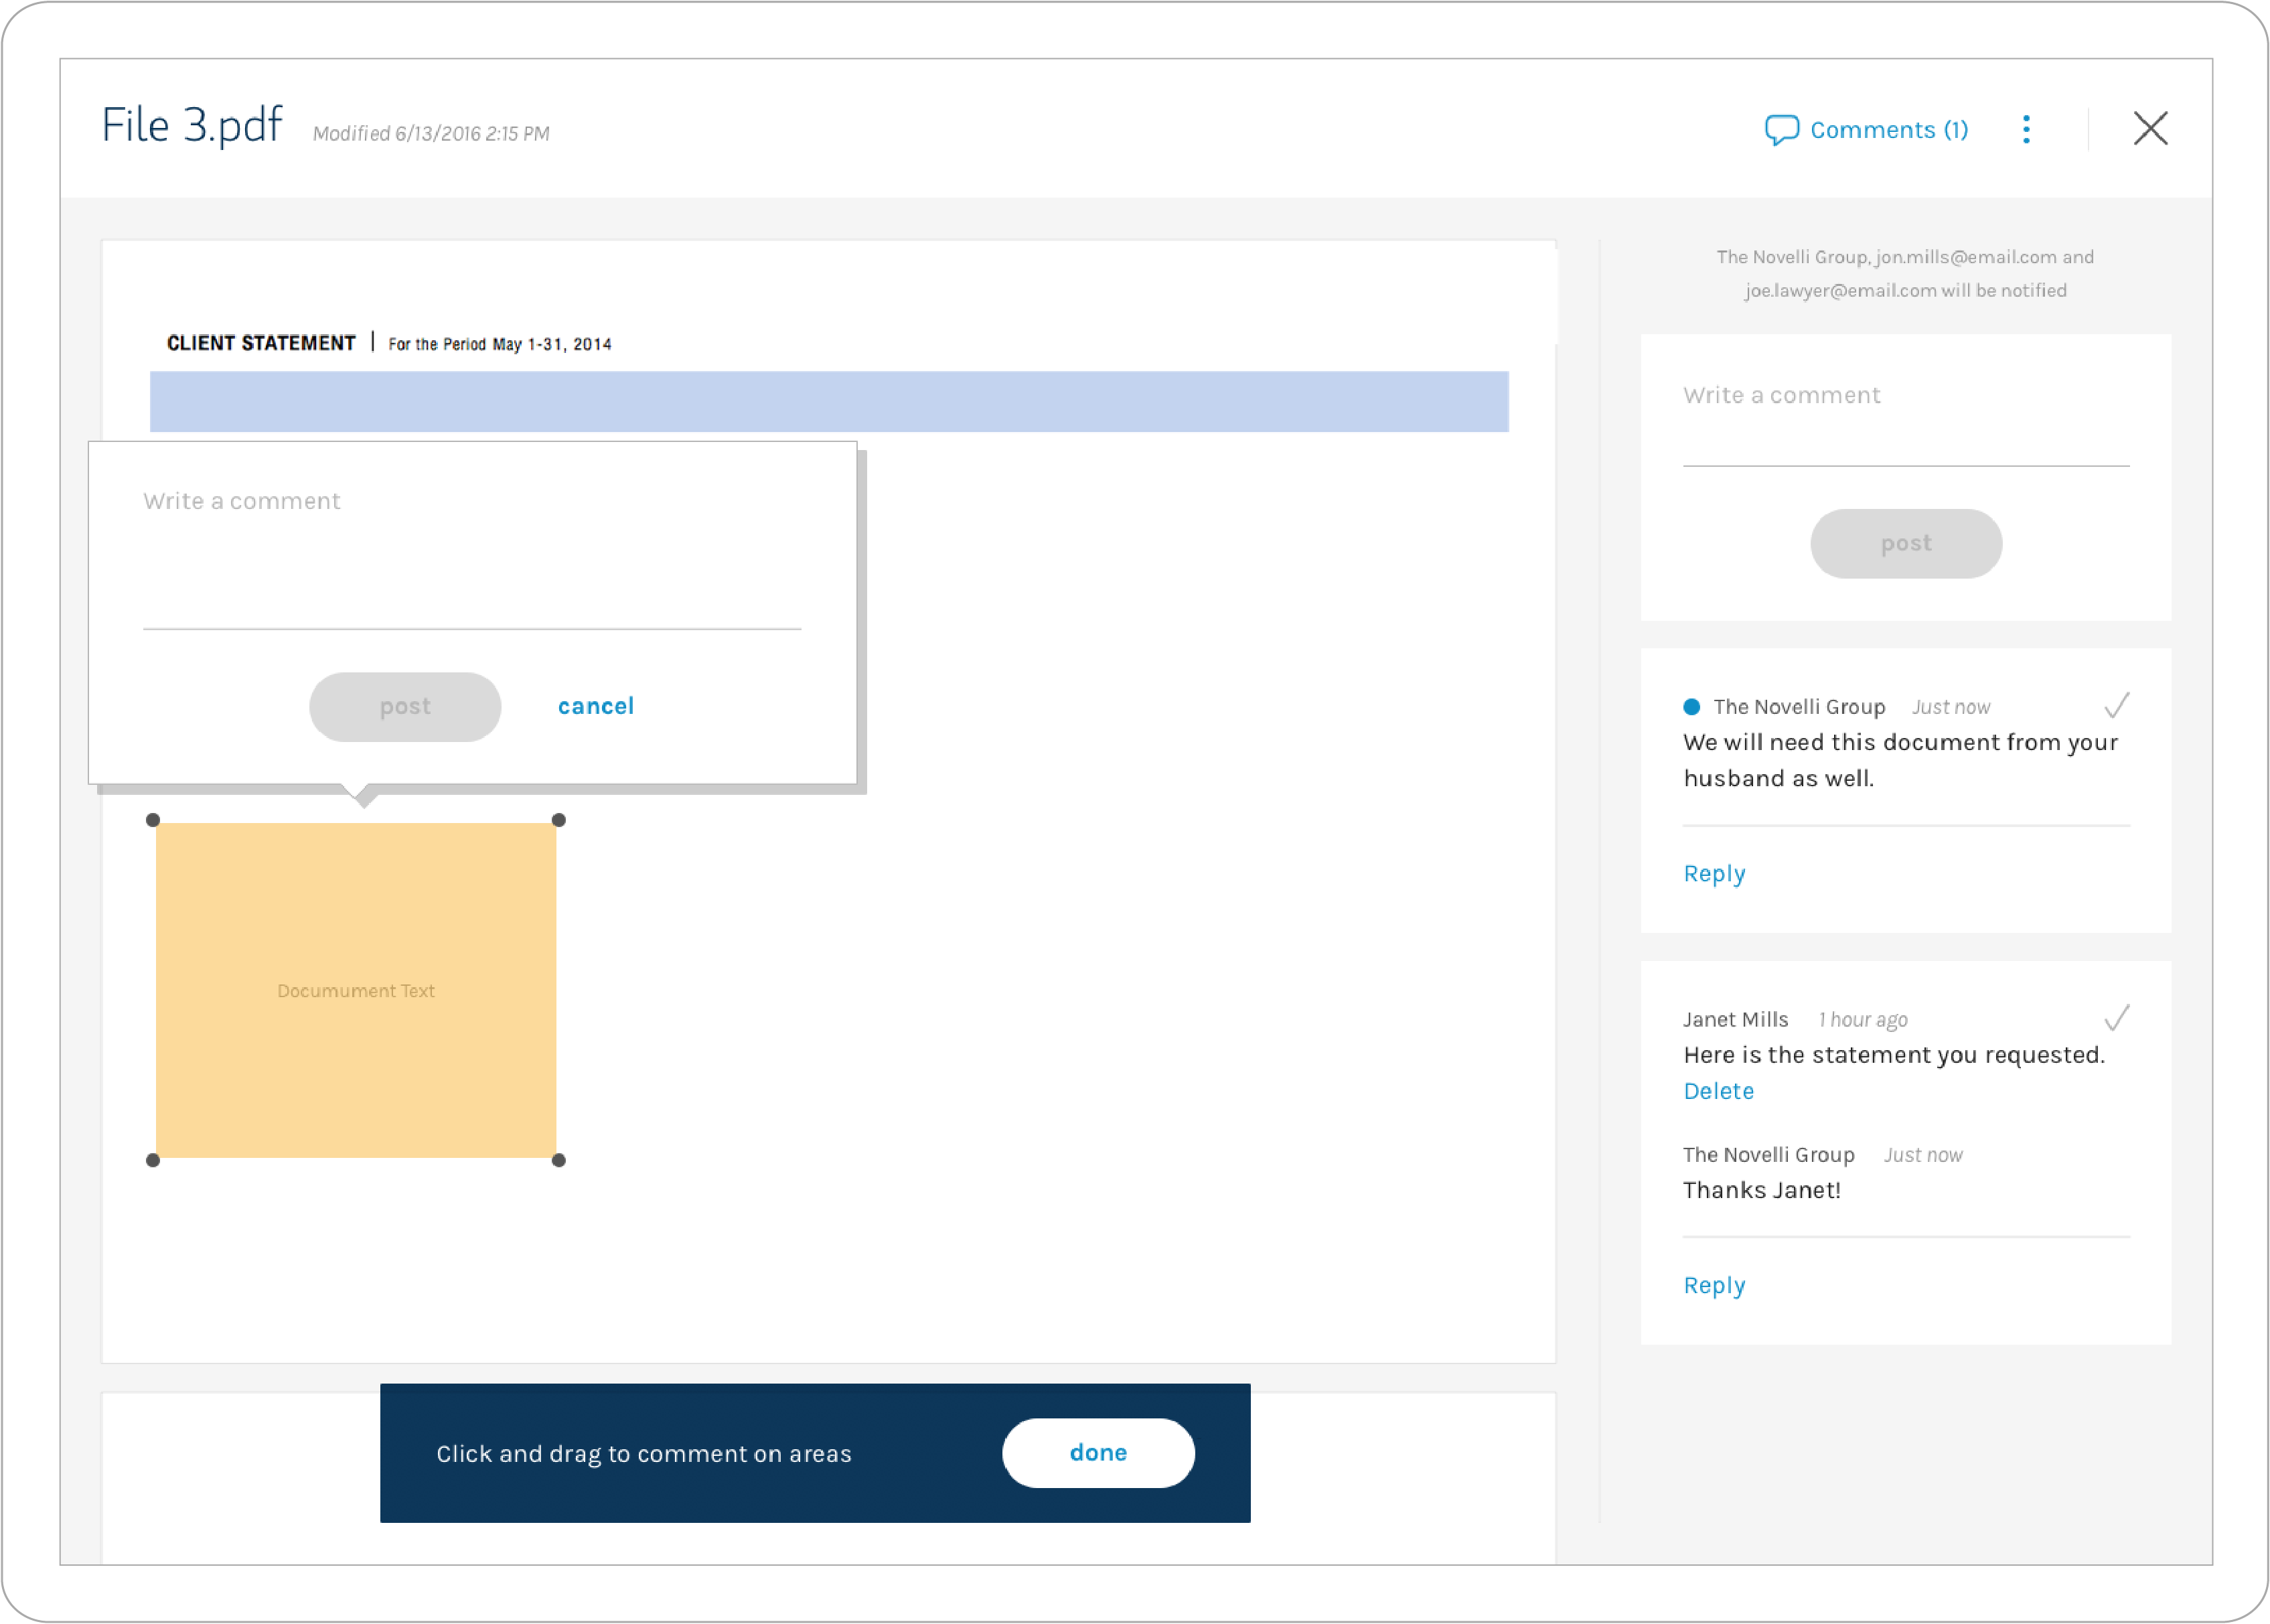 File 3.pdf Modified 6/13/2016 2:15 PM
Comments (1)
CLIENT STATEMENT | For the Period May 1-31, 2014
Write a comment
post cancel
Documument Text
Click and drag to comment on areas done
The Novelli Group, jon.mills@email.com and
joe.lawyer@email.com will be notified
Write a comment
post
The Novelli Group Just now
We will need this document from your
husband as well.
Reply
Janet Mills 1 hour ago
Here is the statement you requested.
Delete
The Novelli Group Just now
Thanks Janet!
Reply